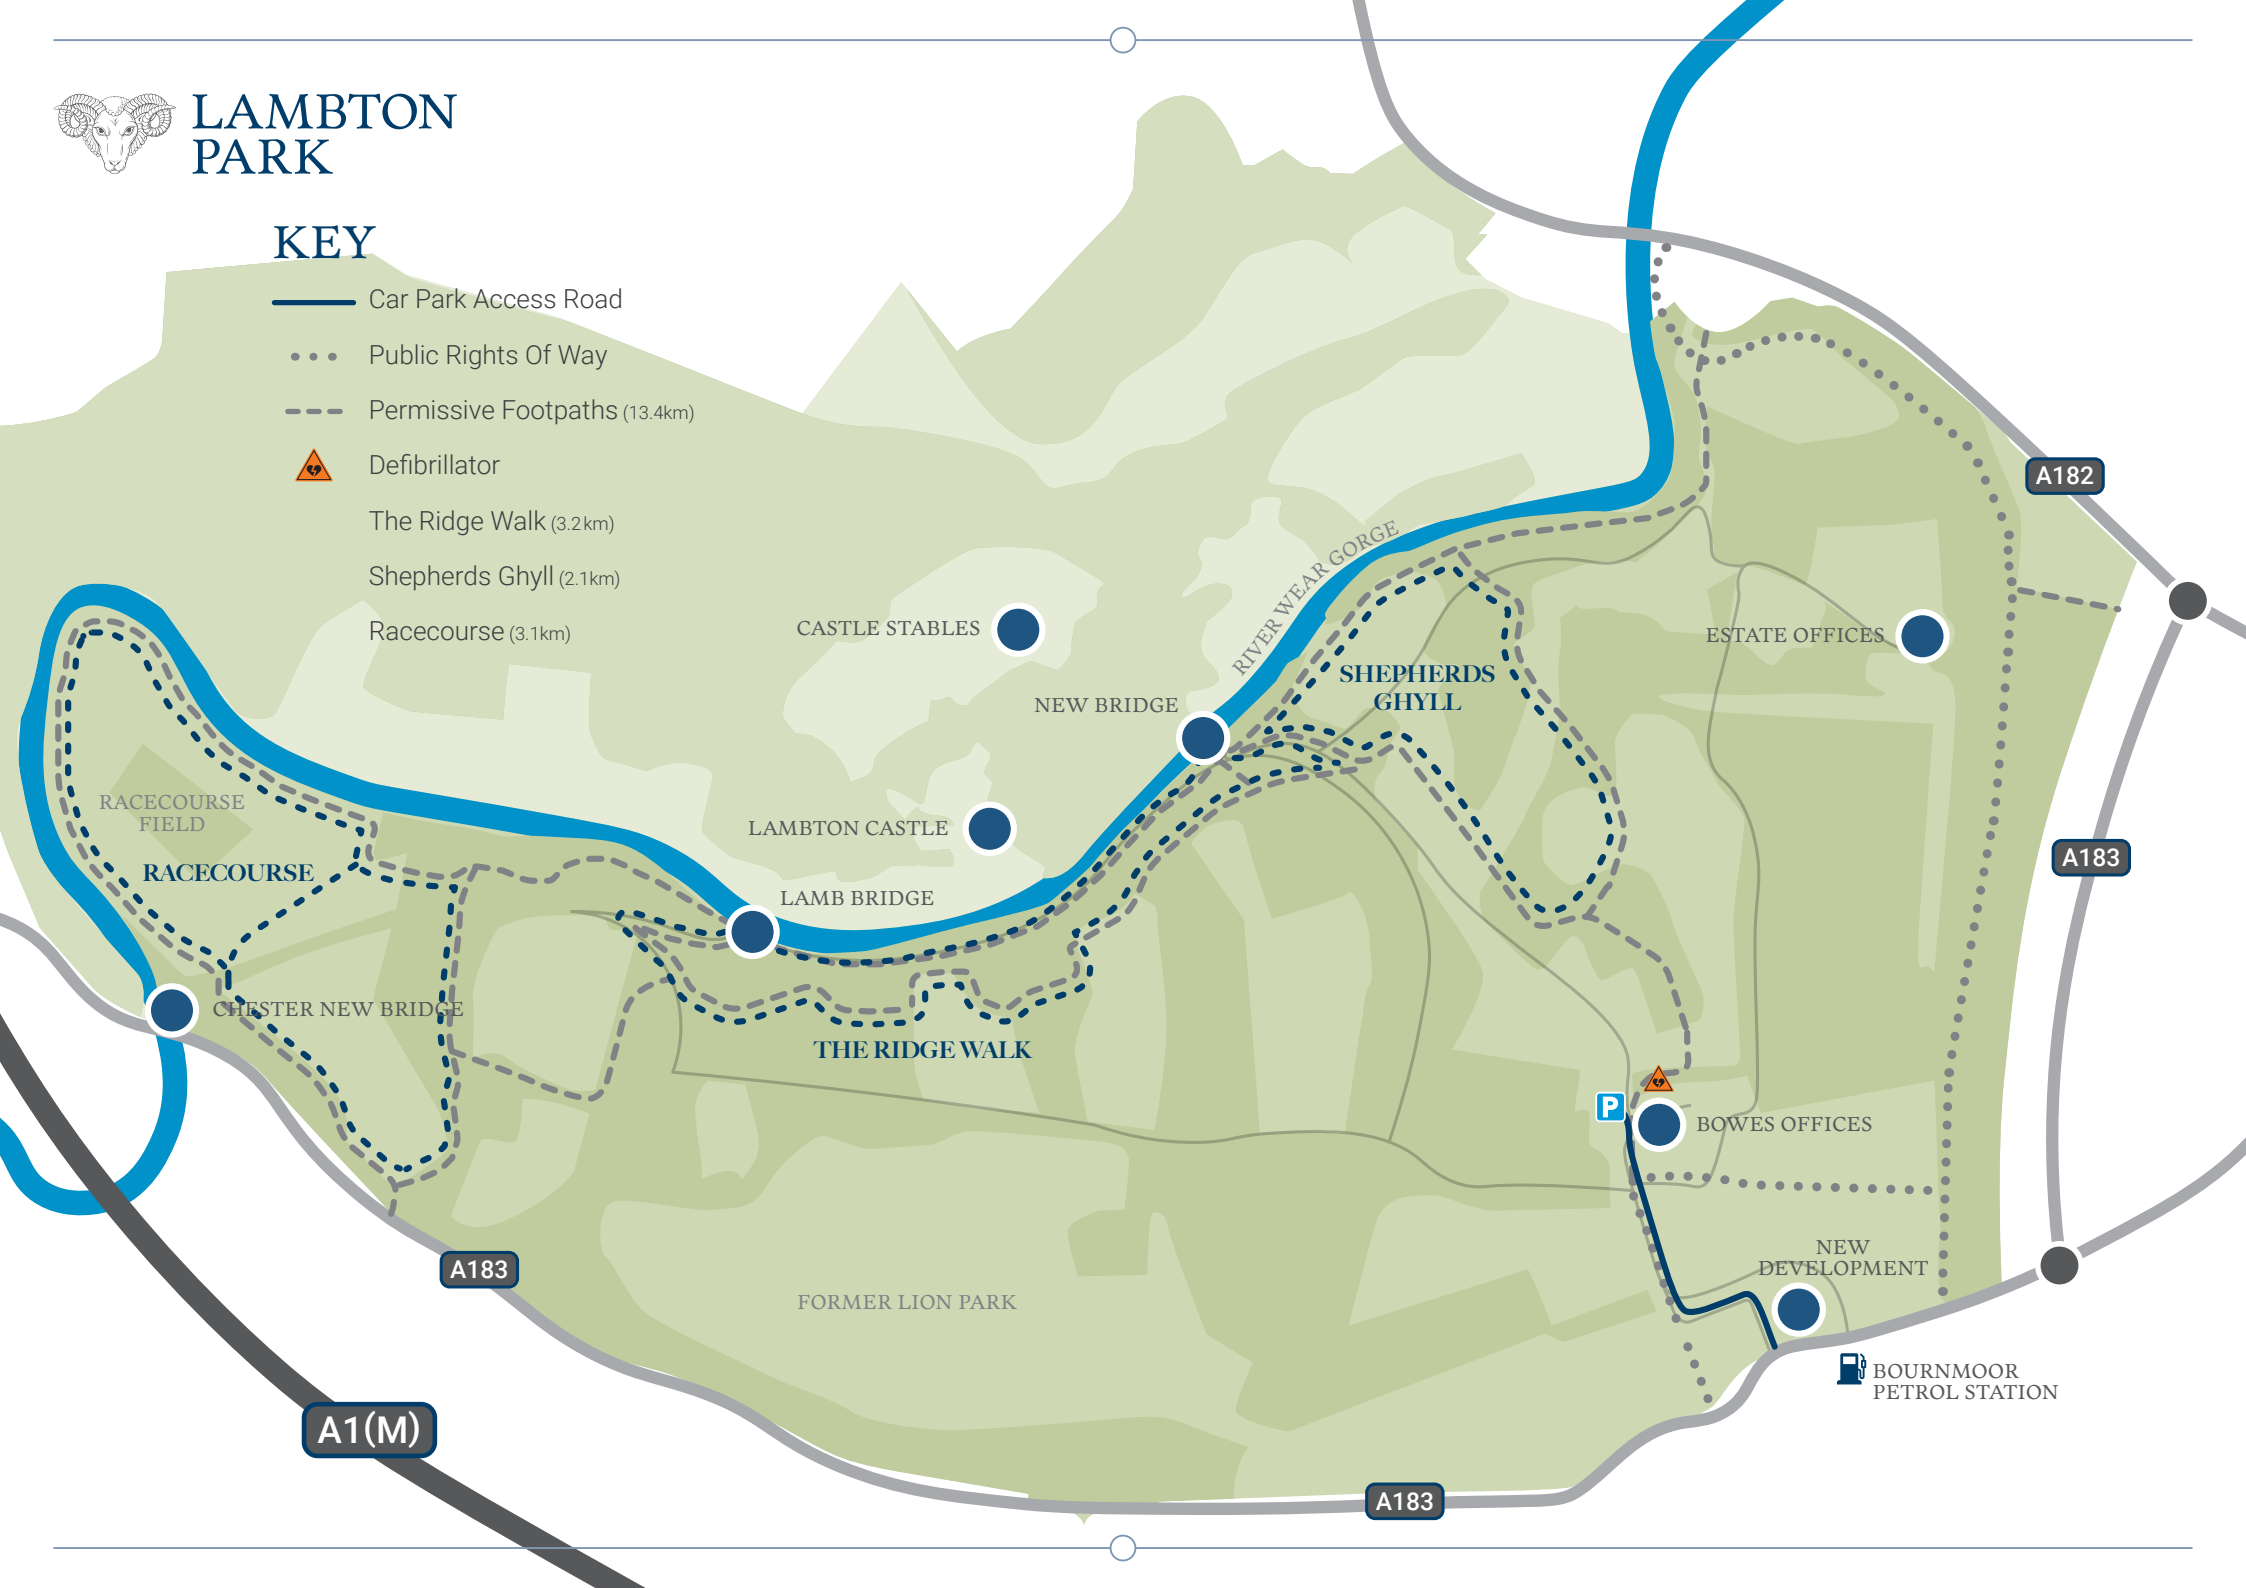 LAMBTON
PARK
KEY
Car Park Access Road
Public Rights Of Way
Permissive Footpaths (13.4km)
Defibrillator
The Ridge Walk (3.2km)
Shepherds Ghyll (2.1km)
Racecourse (3.1km)
A182
RIVER WEAR GORGE
CASTLE STABLES
ESTATE OFFICES
SHEPHERDS
GHYLL
NEW BRIDGE
RACECOURSE
FIELD
LAMBTON CASTLE
A183
RACECOURSE
LAMB BRIDGE
CHESTER NEW BRIDGE
THE RIDGE WALK
P
BOWES OFFICES
NEW
DEVELOPMENT
A183
FORMER LION PARK
BOURNMOOR
PETROL STATION
A1(M)
A183